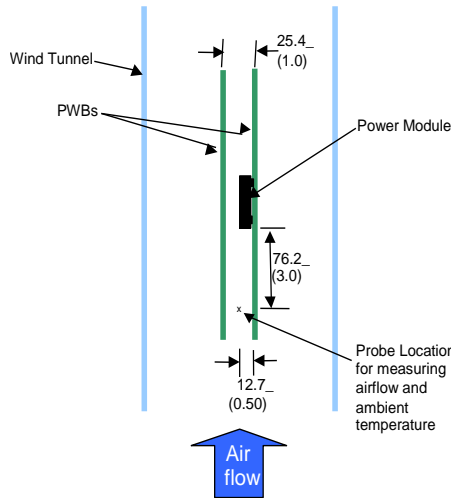 25.4_
(1.0)
Wind Tunnel
PWBs
Power Module
76.2_
(3.0)
x
Probe Location
for measuring
airflow and
ambient
temperature
12.7_
(0.50)
Air
flow